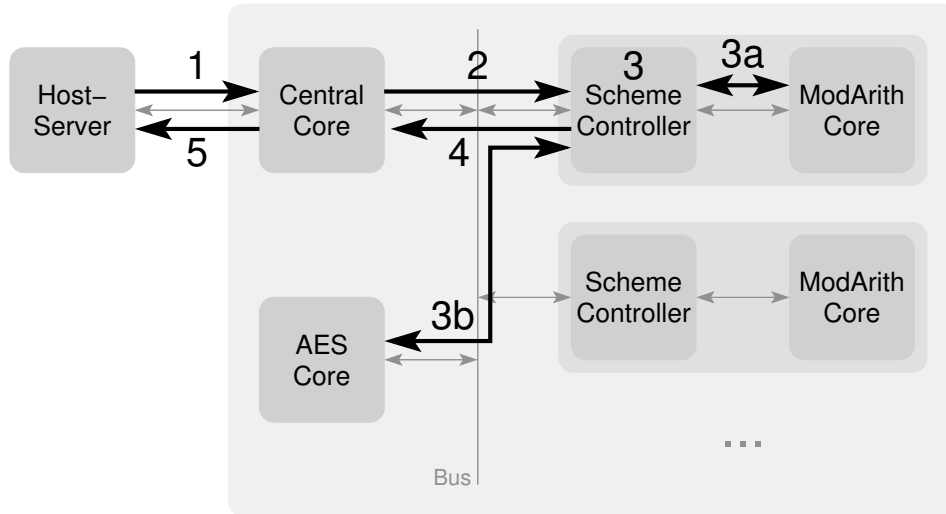 1
2
3
3a
Host–
Server
Central
Core
Scheme
Controller
ModArith
Core
5
4
3b
AES
Core
Scheme
Controller
ModArith
Core
...
Bus